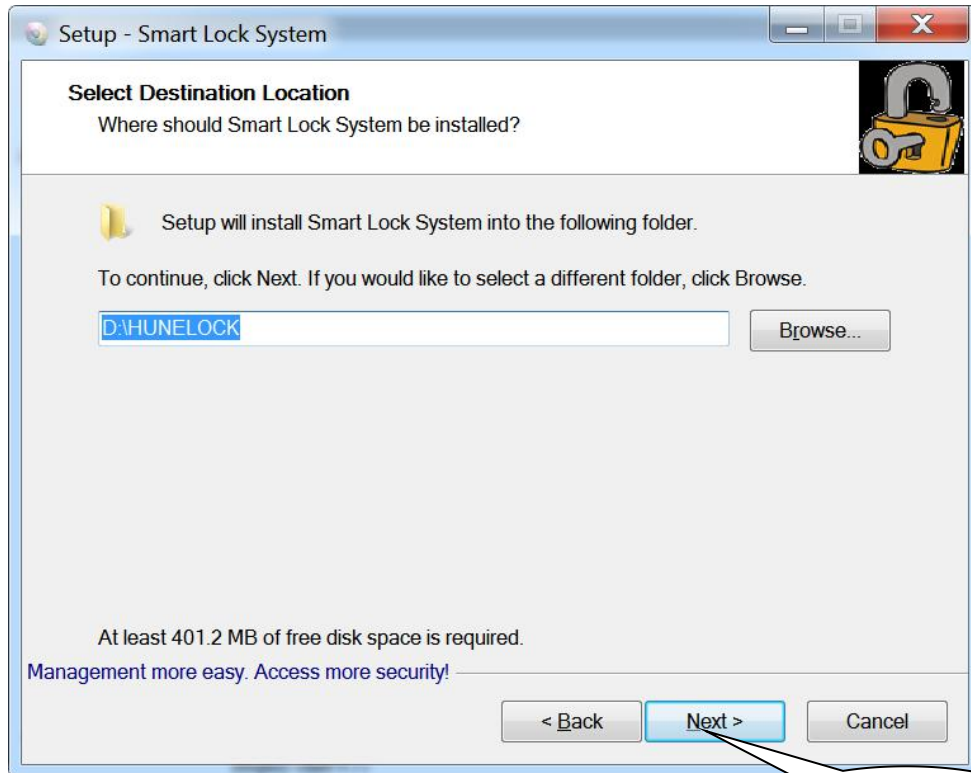 Setup - Smart Lock System
Select Destination Location
Where should Smart Lock System be installed?
Setup will install Smart Lock System into the following folder.
To continue, click Next. If you would like to select a different folder, click Browse.
D:\HUNELOCK
Browse...
At least 401.2 MB of free disk space is required.
Management more easy. Access more security!
< Back
Next >
Cancel